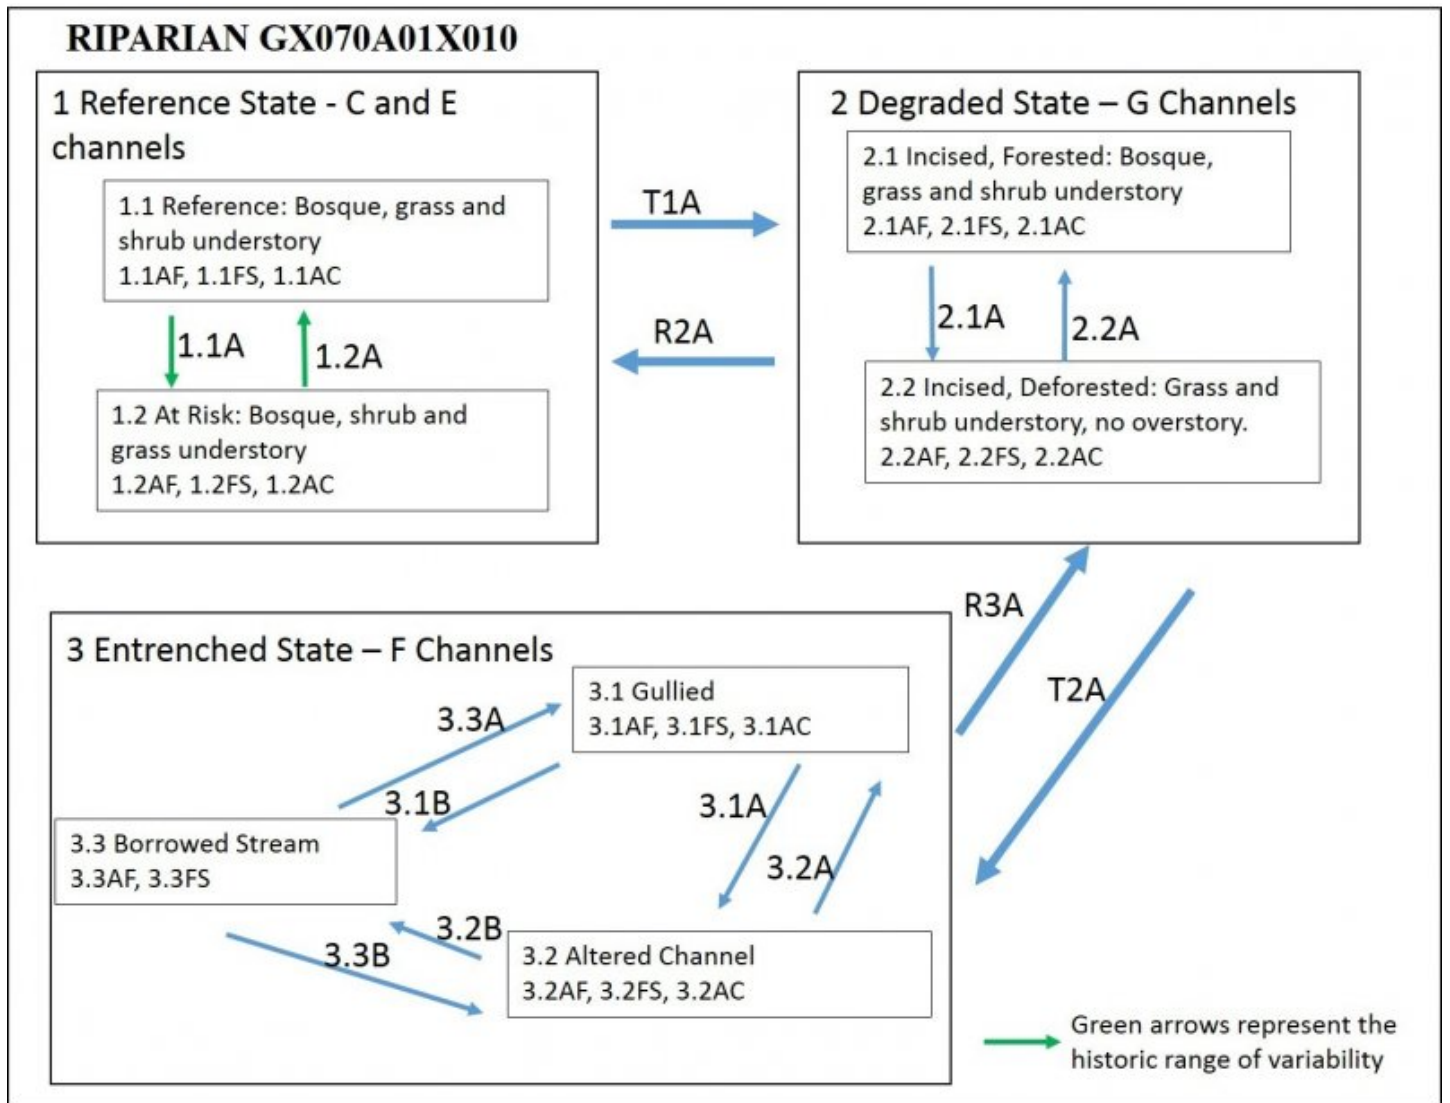 RIPARIAN GX070A01X010
1 Reference State - C and E
channels
1.1 Reference: Bosque, grass and
shrub understory
1.1AF, 1.1FS, 1.1AC
1.1A
1.2A
1.2 At Risk: Bosque, shrub and
grass understory
1.2AF, 1.2FS, 1.2AC
T1A
R2A
2 Degraded State – G Channels
2.1 Incised, Forested: Bosque,
grass and shrub understory
2.1AF, 2.1FS, 2.1AC
2.1A
2.2A
2.2 Incised, Deforested: Grass and
shrub understory, no overstory.
2.2AF, 2.2FS, 2.2AC
R3A
T2A
3 Entrenched State – F Channels
3.1 Gullied
3.1AF, 3.1FS, 3.1AC
3.3A
3.1B
3.1A
3.2A
3.3 Borrowed Stream
3.3AF, 3.3FS
3.2B
3.3B
3.2 Altered Channel
3.2AF, 3.2FS, 3.2AC
Green arrows represent the
historic range of variability